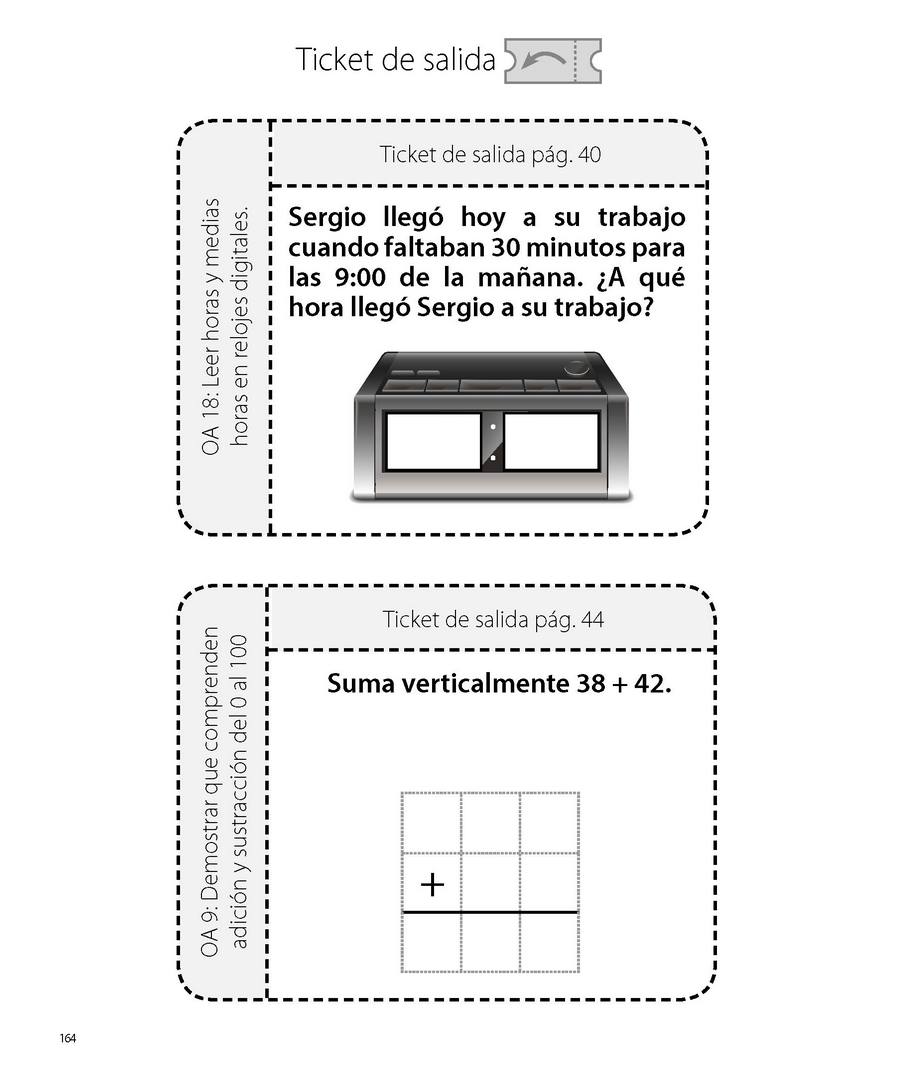 Ticket de salida
Ticket de salida pág. 40
OA 18: Leer horas y medias
horas en relojes digitales.
Sergio llegó hoy a su trabajo
cuando faltaban 30 minutos para
las 9:00 de la mañana. ¿A qué
hora llegó Sergio a su trabajo?
Ticket de salida pág. 44
OA 9: Demostrar que comprenden
adición y sustracción del 0 al 100
Suma verticalmente 38 + 42.
+
164